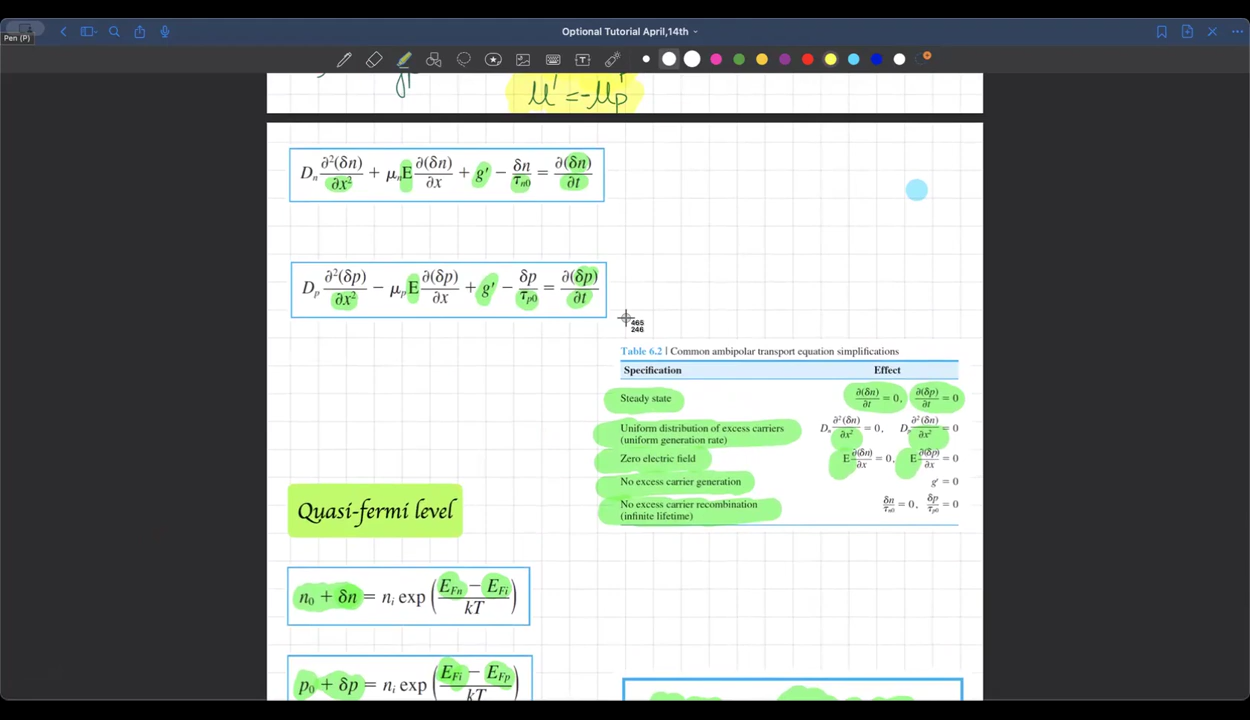 Optional Tutorial April,14th
Pen (P)
μ' = -μp
Dn ∂²(δn)/∂x² + μnE ∂(δn)/∂x + g' − δn/τn0 = ∂(δn)/∂t
Dp ∂²(δp)/∂x² − μpE ∂(δp)/∂x + g' − δp/τp0 = ∂(δp)/∂t
465
246
Table 6.2 | Common ambipolar transport equation simplifications
Specification Effect
Steady state ∂(δn)/∂t = 0, ∂(δp)/∂t = 0
Uniform distribution of excess carriers
(uniform generation rate) Dn ∂²(δn)/∂x² = 0, Dp ∂²(δn)/∂x² = 0
Zero electric field E ∂(δn)/∂x = 0, E ∂(δp)/∂x = 0
No excess carrier generation g' = 0
No excess carrier recombination
(infinite lifetime) δn/τn0 = 0, δp/τp0 = 0
Quasi-fermi level
n0 + δn = ni exp ((EFn − EFi)/kT)
p0 + δp = ni exp ((EFi − EFp)/kT)